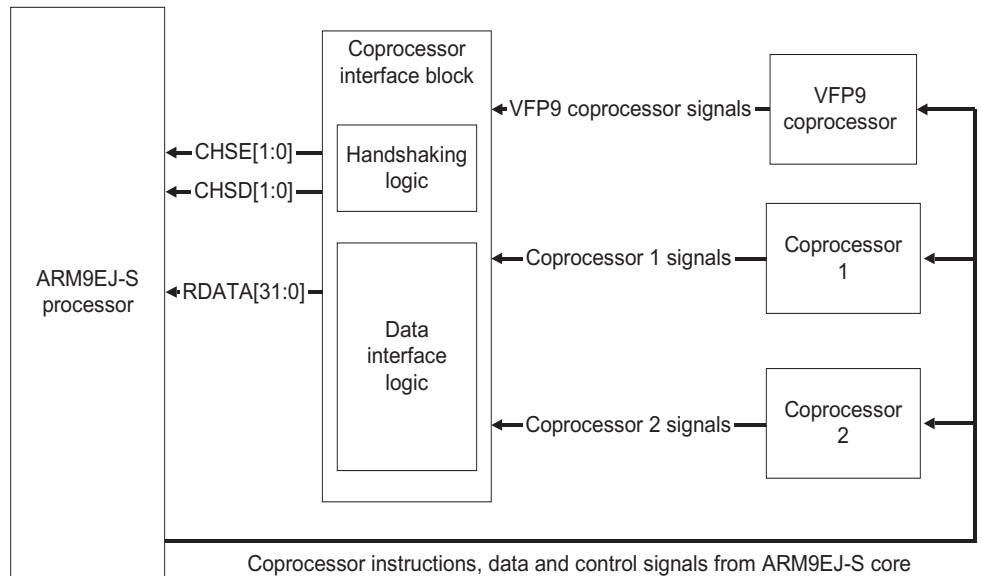 Coprocessor
interface block
VFP9 coprocessor signals
VFP9
coprocessor
CHSE[1:0]
CHSD[1:0]
Handshaking
logic
ARM9EJ-S
processor
RDATA[31:0]
Data
interface
logic
Coprocessor 1 signals
Coprocessor
1
Coprocessor 2 signals
Coprocessor
2
Coprocessor instructions, data and control signals from ARM9EJ-S core